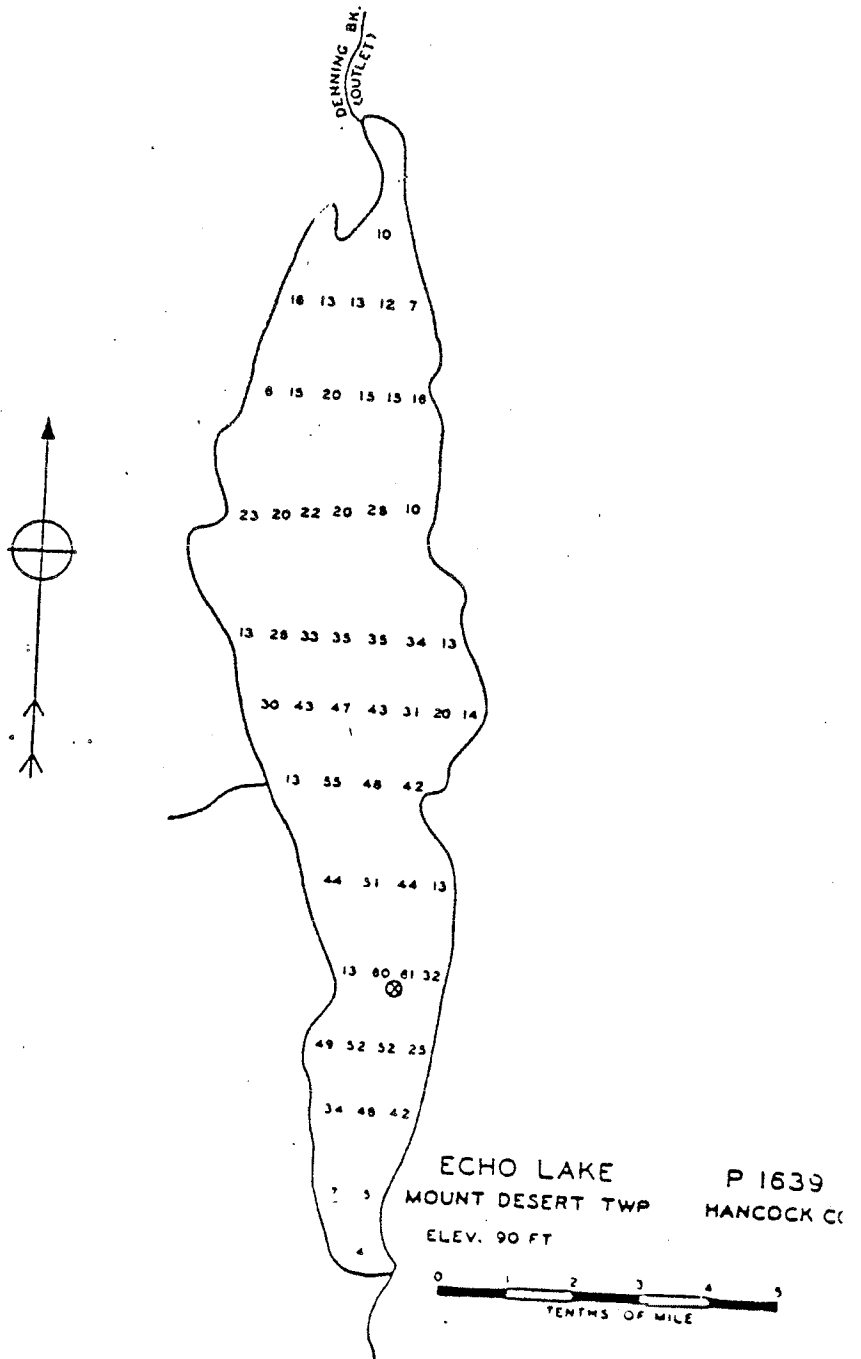 DENNING BK.
(OUTLET)
10
16 13 13 12 7
6 15 20 15 15 16
23 20 22 20 28 10
13 28 33 35 35 34 13
30 43 47 43 31 20 14
13 55 48 42
44 51 44 13
13 60 61 32
49 52 52 25
34 48 42
7 5
4
ECHO LAKE
MOUNT DESERT TWP
ELEV. 90 FT
P 1639
HANCOCK CO
0 1 2 3 4 5
TENTHS OF MILE